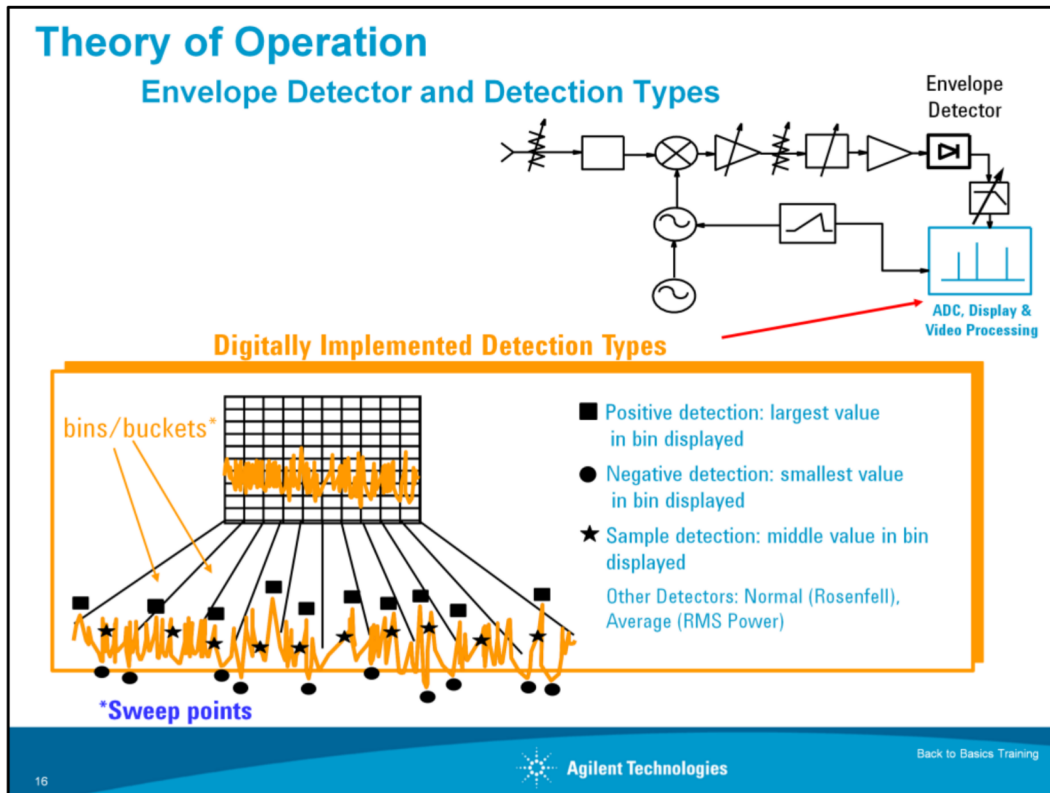 Theory of Operation
Envelope Detector and Detection Types
Envelope
Detector
ADC, Display &
Video Processing
Digitally Implemented Detection Types
bins/buckets*
Positive detection: largest value
in bin displayed
Negative detection: smallest value
in bin displayed
Sample detection: middle value in bin
displayed
Other Detectors: Normal (Rosenfell),
Average (RMS Power)
*Sweep points
16
Agilent Technologies
Back to Basics Training